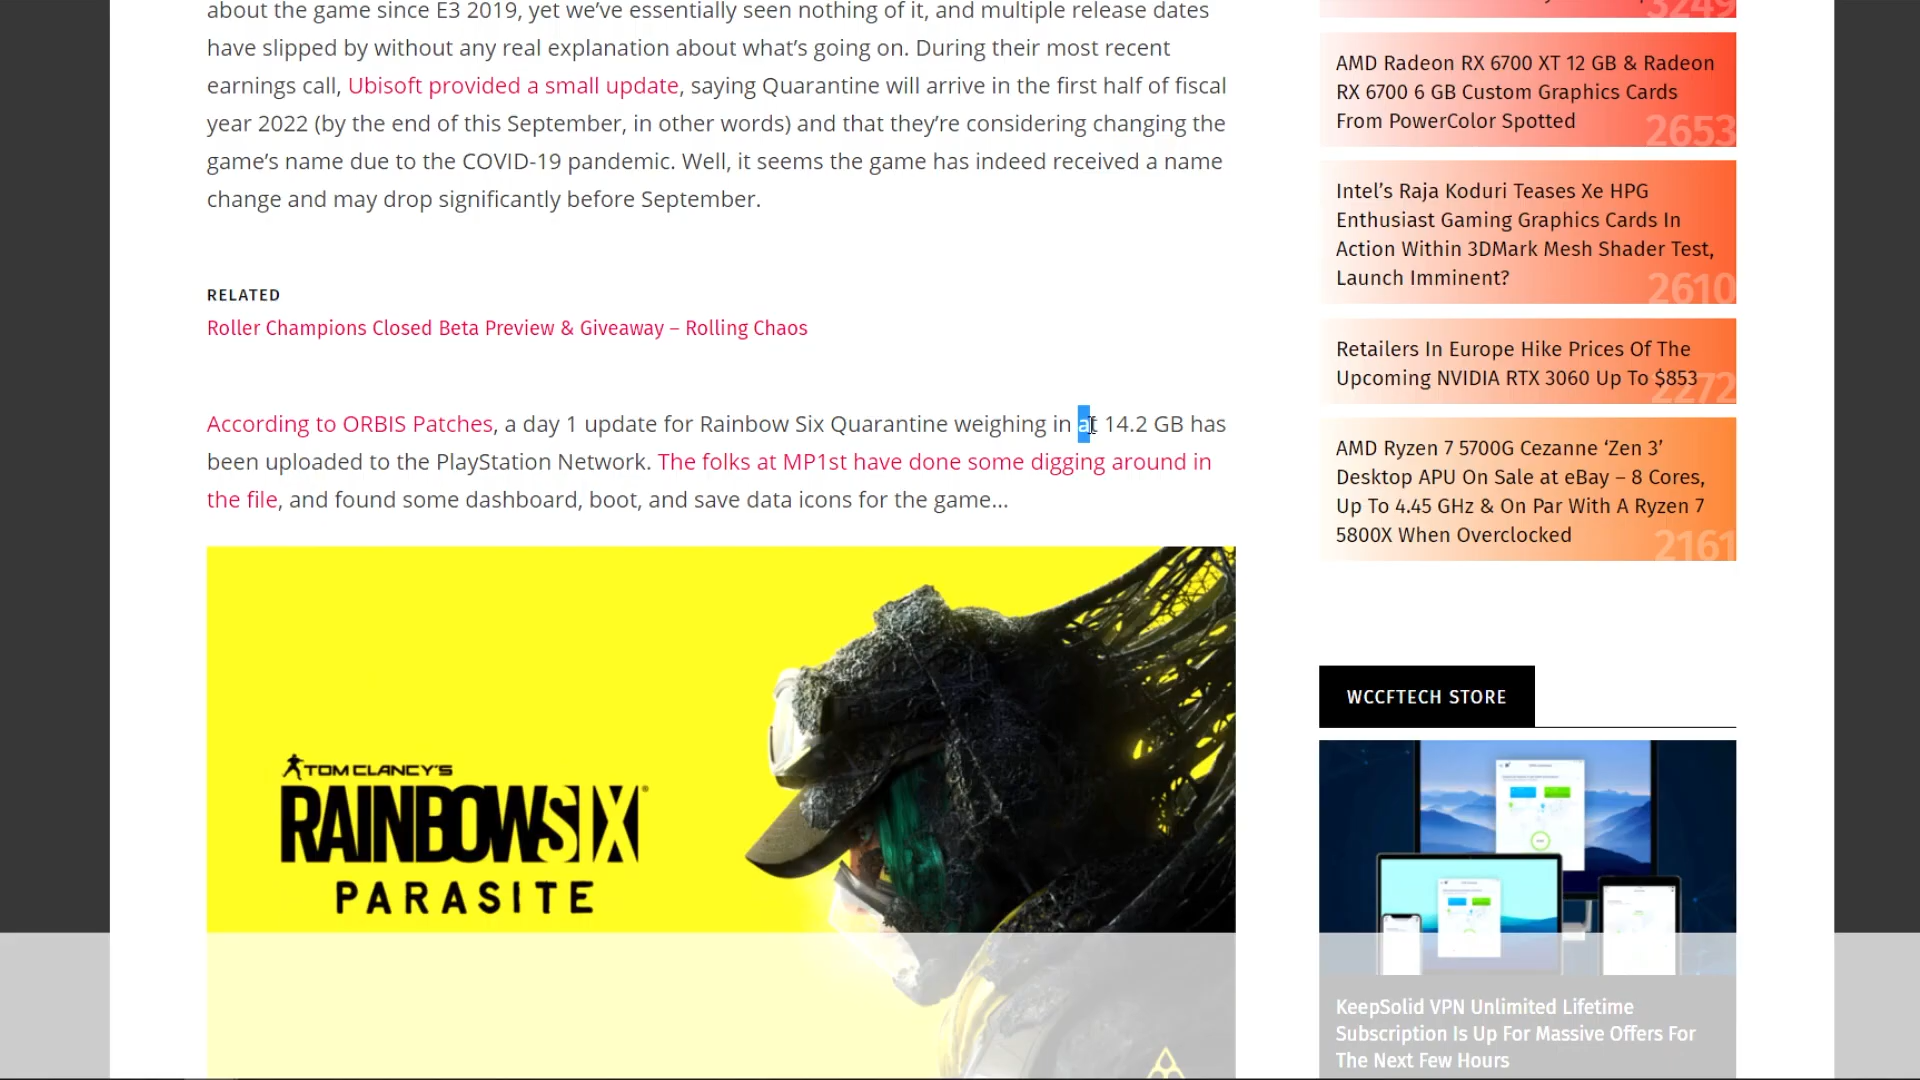 about the game since E3 2019, yet we've essentially seen nothing of it, and multiple release dates
have slipped by without any real explanation about what's going on. During their most recent
earnings call, Ubisoft provided a small update, saying Quarantine will arrive in the first half of fiscal
year 2022 (by the end of this September, in other words) and that they're considering changing the
game's name due to the COVID-19 pandemic. Well, it seems the game has indeed received a name
change and may drop significantly before September.
RELATED
Roller Champions Closed Beta Preview & Giveaway – Rolling Chaos
According to ORBIS Patches, a day 1 update for Rainbow Six Quarantine weighing in at 14.2 GB has
been uploaded to the PlayStation Network. The folks at MP1st have done some digging around in
the file, and found some dashboard, boot, and save data icons for the game...
TOM CLANCY'S
RAINBOWSIX
PARASITE
3249
AMD Radeon RX 6700 XT 12 GB & Radeon
RX 6700 6 GB Custom Graphics Cards
From PowerColor Spotted
2653
Intel's Raja Koduri Teases Xe HPG
Enthusiast Gaming Graphics Cards In
Action Within 3DMark Mesh Shader Test,
Launch Imminent?
2610
Retailers In Europe Hike Prices Of The
Upcoming NVIDIA RTX 3060 Up To $853
2272
AMD Ryzen 7 5700G Cezanne ‘Zen 3’
Desktop APU On Sale at eBay – 8 Cores,
Up To 4.45 GHz & On Par With A Ryzen 7
5800X When Overclocked
2161
WCCFTECH STORE
KeepSolid VPN Unlimited Lifetime
Subscription Is Up For Massive Offers For
The Next Few Hours